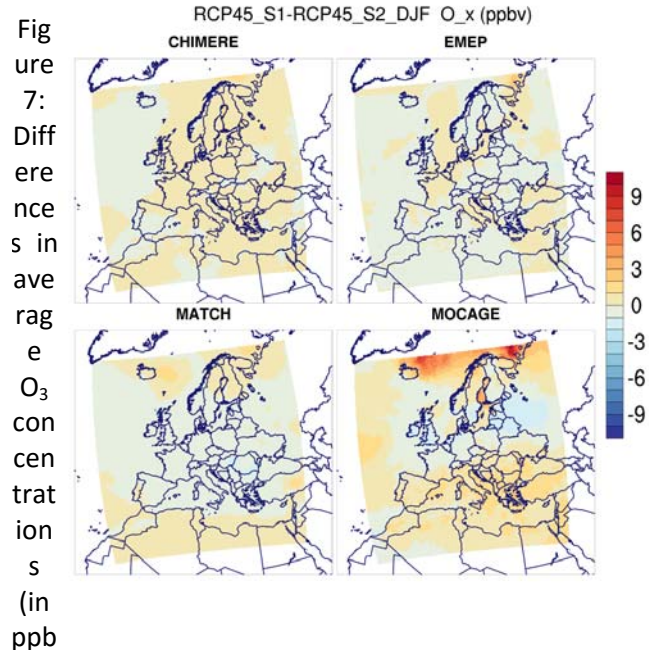 Fig
ure
7:
Diff
ere
nce
s in
ave
rag
e
O₃
con
cen
trat
ion
s
(in
ppb
RCP45_S1-RCP45_S2_DJF O_x (ppbv)
CHIMERE
EMEP
MATCH
MOCAGE
9
6
3
0
-3
-6
-9